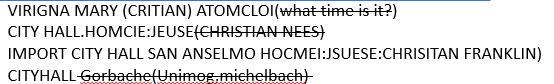 VIRIGNA MARY (CRITIAN) ATOMCLOI(what time is it?)
CITY HALL.HOMCIE:JEUSE(CHRISTIAN NEES)
IMPORT CITY HALL SAN ANSELMO HOCMEI:JSUESE:CHRISITAN FRANKLIN)
CITYHALL Gorbache(Unimog.michelbach)